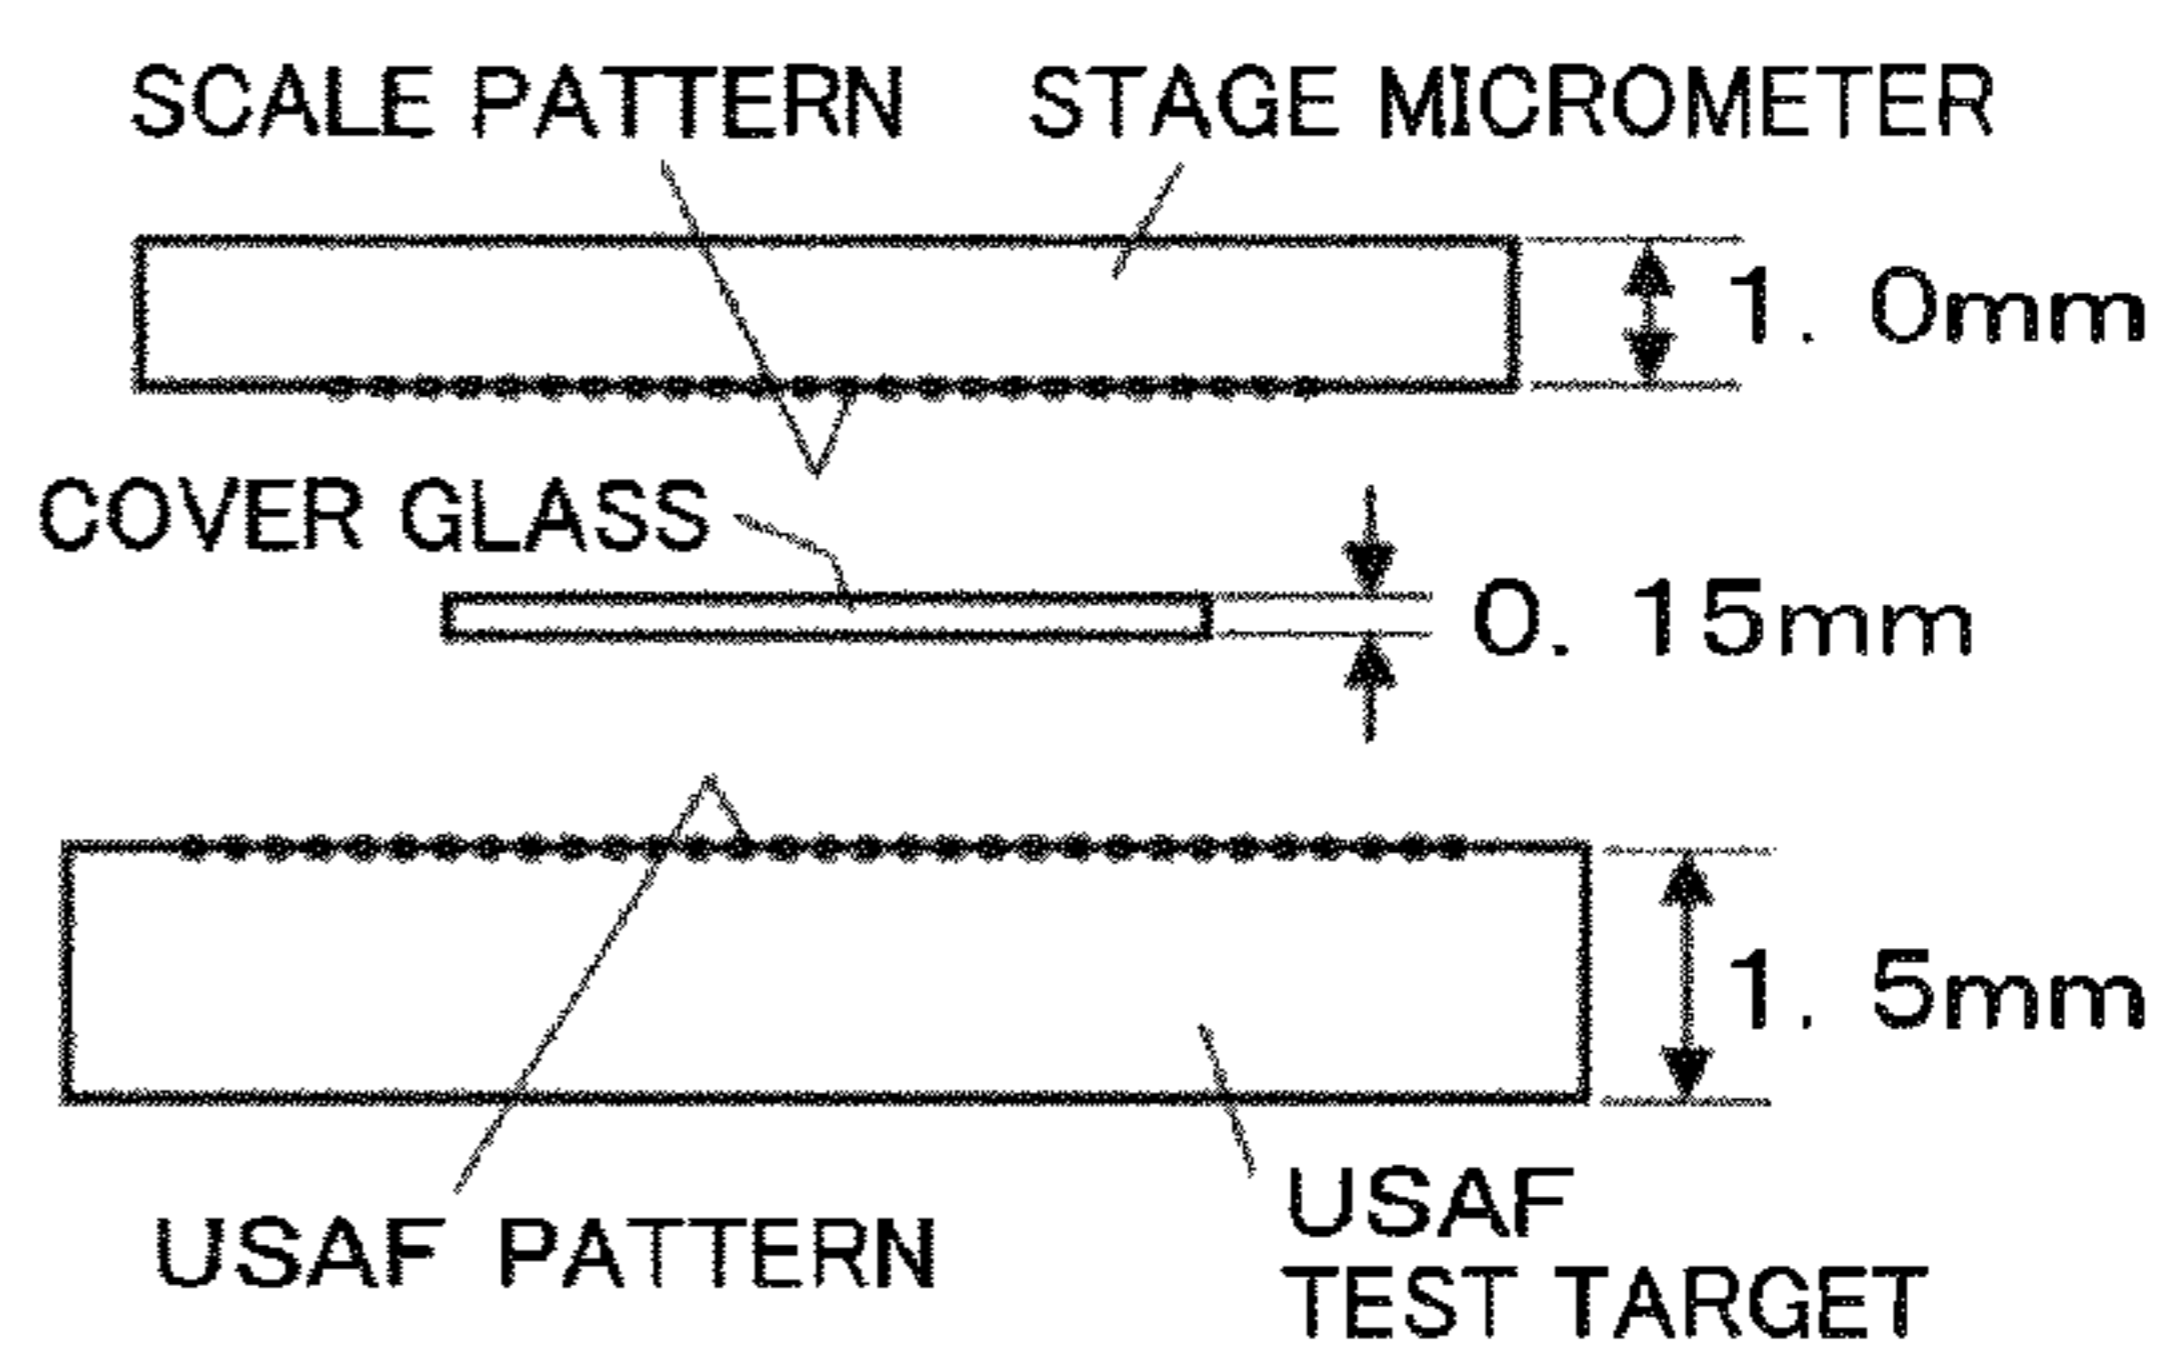 SCALE PATTERN
STAGE MICROMETER
1. 0mm
COVER GLASS
0. 15mm
1. 5mm
USAF PATTERN
USAF
TEST TARGET